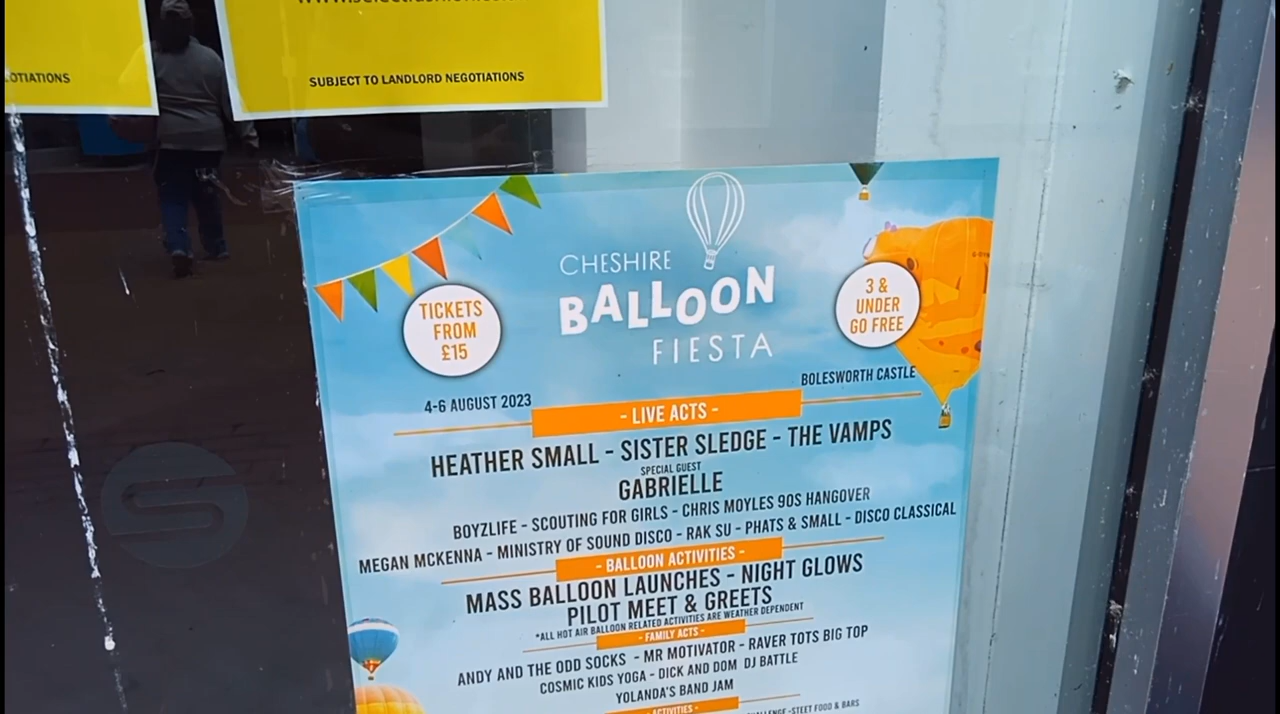 OTIATIONS
SUBJECT TO LANDLORD NEGOTIATIONS
CHESHIRE
BALLOON
FIESTA
TICKETS
FROM
£15
3 &
UNDER
GO FREE
4-6 AUGUST 2023
BOLESWORTH CASTLE
- LIVE ACTS -
HEATHER SMALL - SISTER SLEDGE - THE VAMPS
SPECIAL GUEST
GABRIELLE
BOYZLIFE - SCOUTING FOR GIRLS - CHRIS MOYLES 90S HANGOVER
MEGAN MCKENNA - MINISTRY OF SOUND DISCO - RAK SU - PHATS & SMALL - DISCO CLASSICAL
- BALLOON ACTIVITIES -
MASS BALLOON LAUNCHES - NIGHT GLOWS
PILOT MEET & GREETS
*ALL HOT AIR BALLOON RELATED ACTIVITIES ARE WEATHER DEPENDENT
- FAMILY ACTS -
ANDY AND THE ODD SOCKS - MR MOTIVATOR - RAVER TOTS BIG TOP
COSMIC KIDS YOGA - DICK AND DOM DJ BATTLE
YOLANDA'S BAND JAM
ACTIVITIES -
-STEET FOOD & BARS